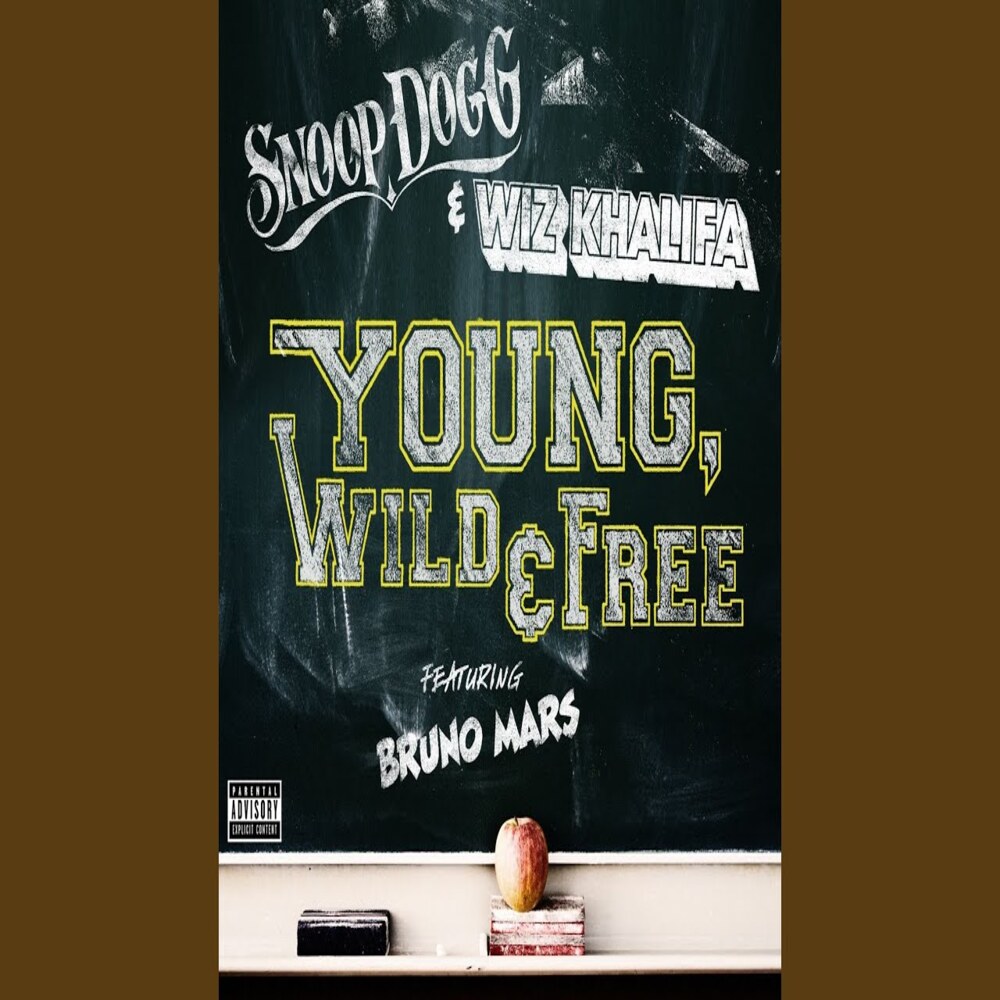 SNOOP DOGG
& WIZ KHALIFA
YOUNG,
WILD & FREE
FEATURING
BRUNO MARS
PARENTAL
ADVISORY
EXPLICIT CONTENT